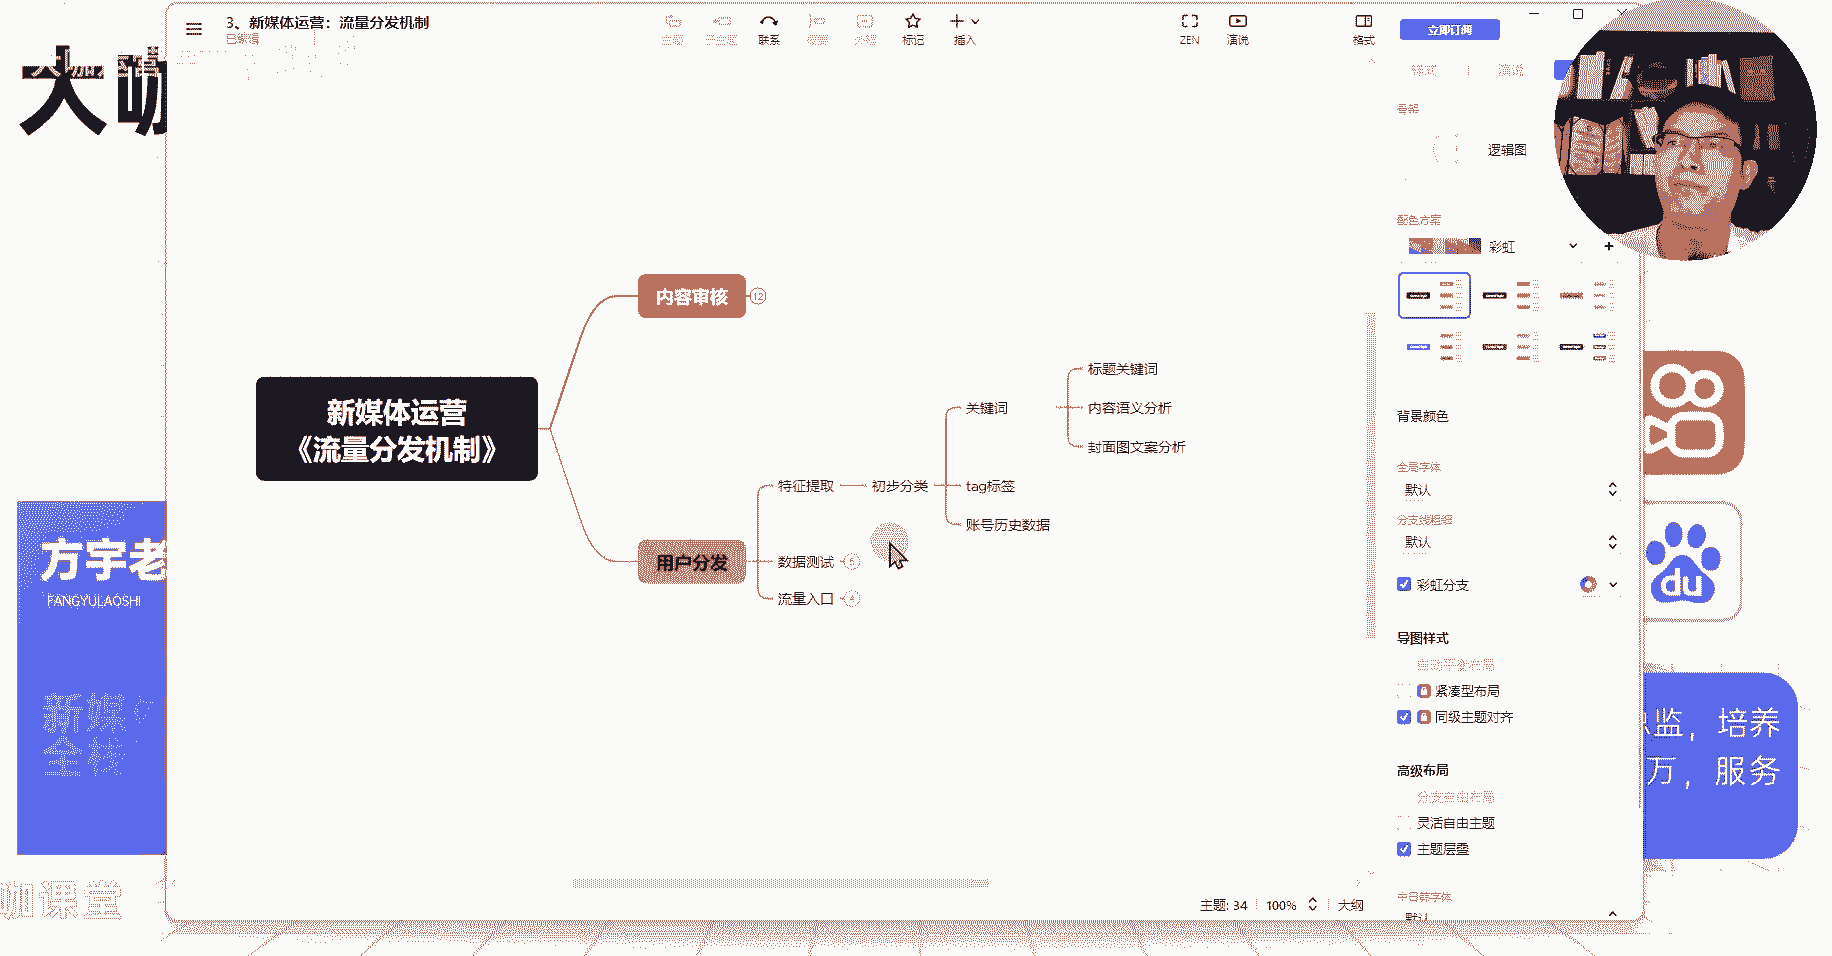 3、新媒体运营：流量分发机制
已编辑
主题
子主题
联系
概要
外框
标记
插入
ZEN
演说
格式
立即订阅
样式
演说
大咖
骨架
逻辑图
配色方案
彩虹
内容审核
12
新媒体运营
《流量分发机制》
标题关键词
关键词
内容语义分析
封面图文案分析
特征提取
初步分类
tag标签
账号历史数据
用户分发
数据测试
5
流量入口
4
背景颜色
全局字体
默认
分支线粗细
默认
彩虹分支
导图样式
自动平衡布局
紧凑型布局
同级主题对齐
高级布局
分支自由布局
灵活自由主题
主题层叠
中日韩字体
默认
主题: 34
100%
大纲
方宇老
FANGYULAOSHI
新媒体
全栈
咖课堂
du
监，培养
万，服务